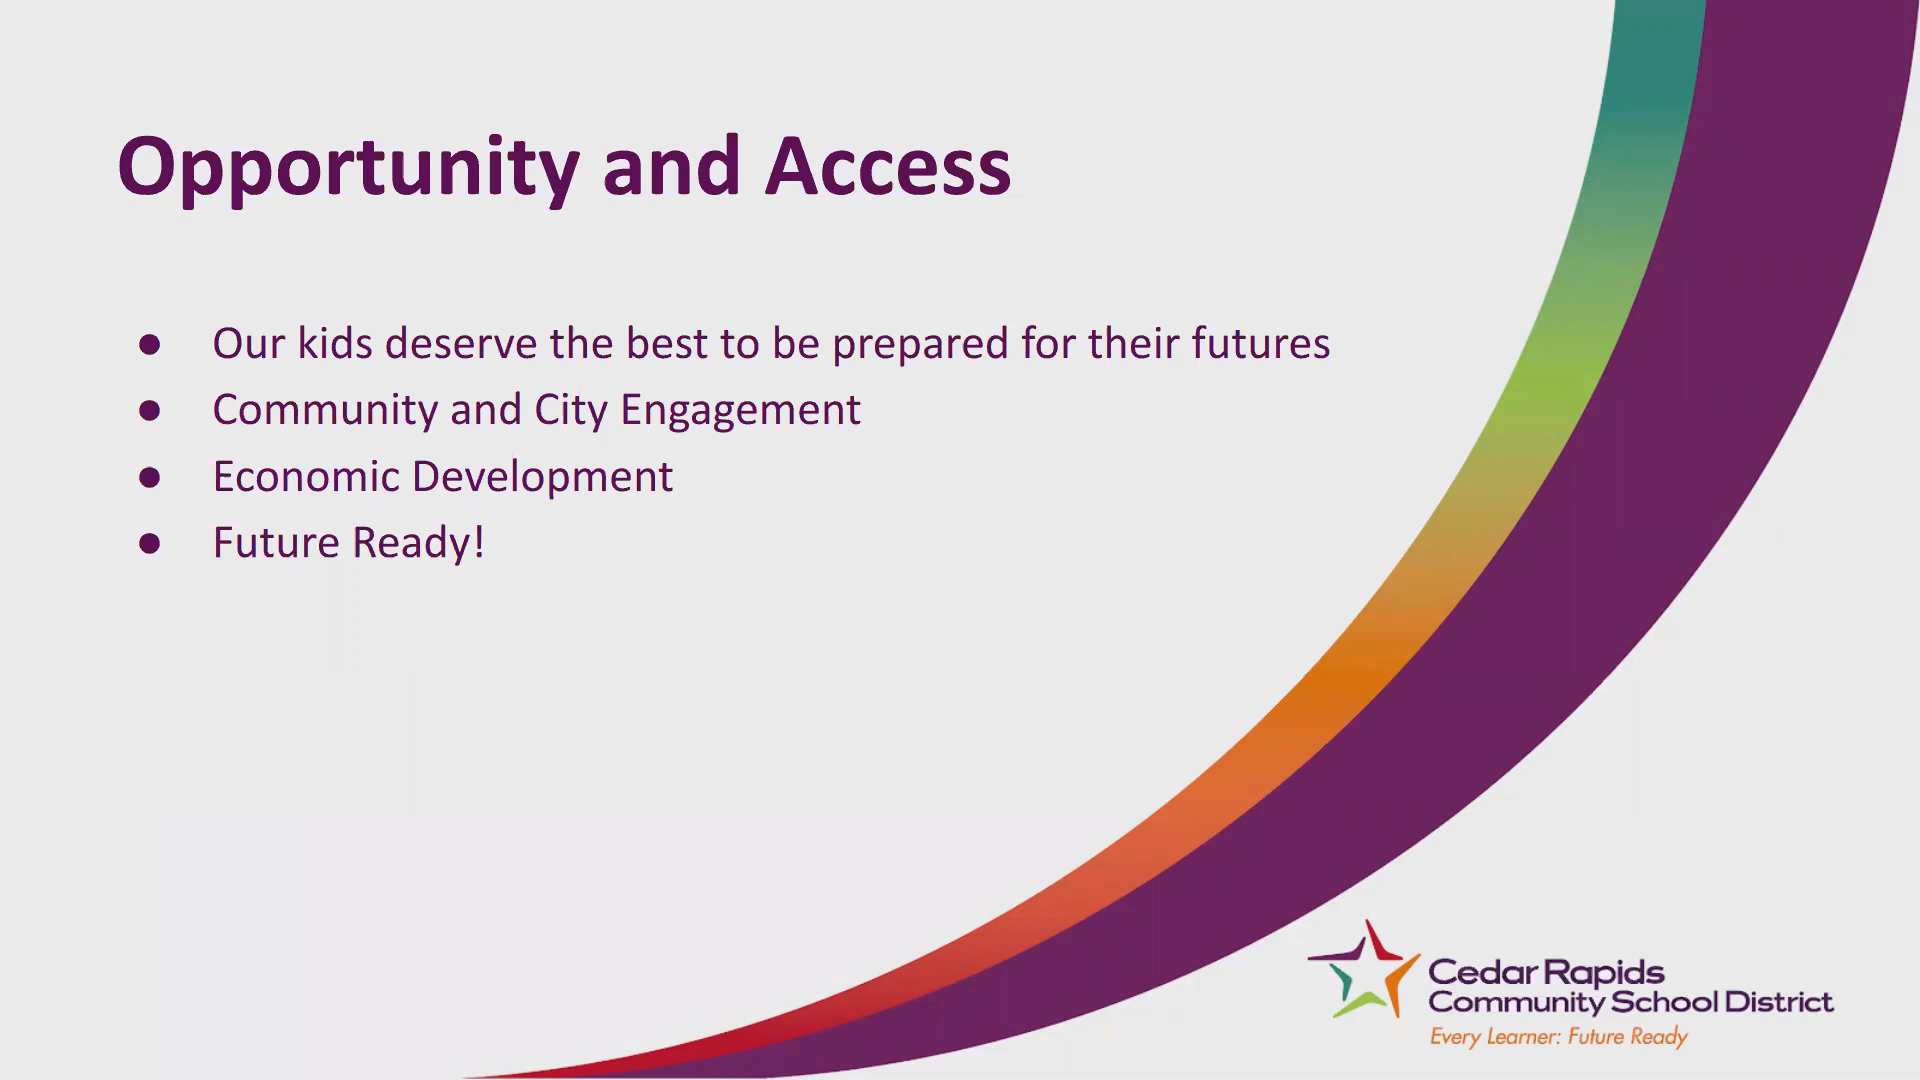 Opportunity and Access
● Our kids deserve the best to be prepared for their futures
● Community and City Engagement
● Economic Development
● Future Ready!
Cedar Rapids
Community School District
Every Learner: Future Ready